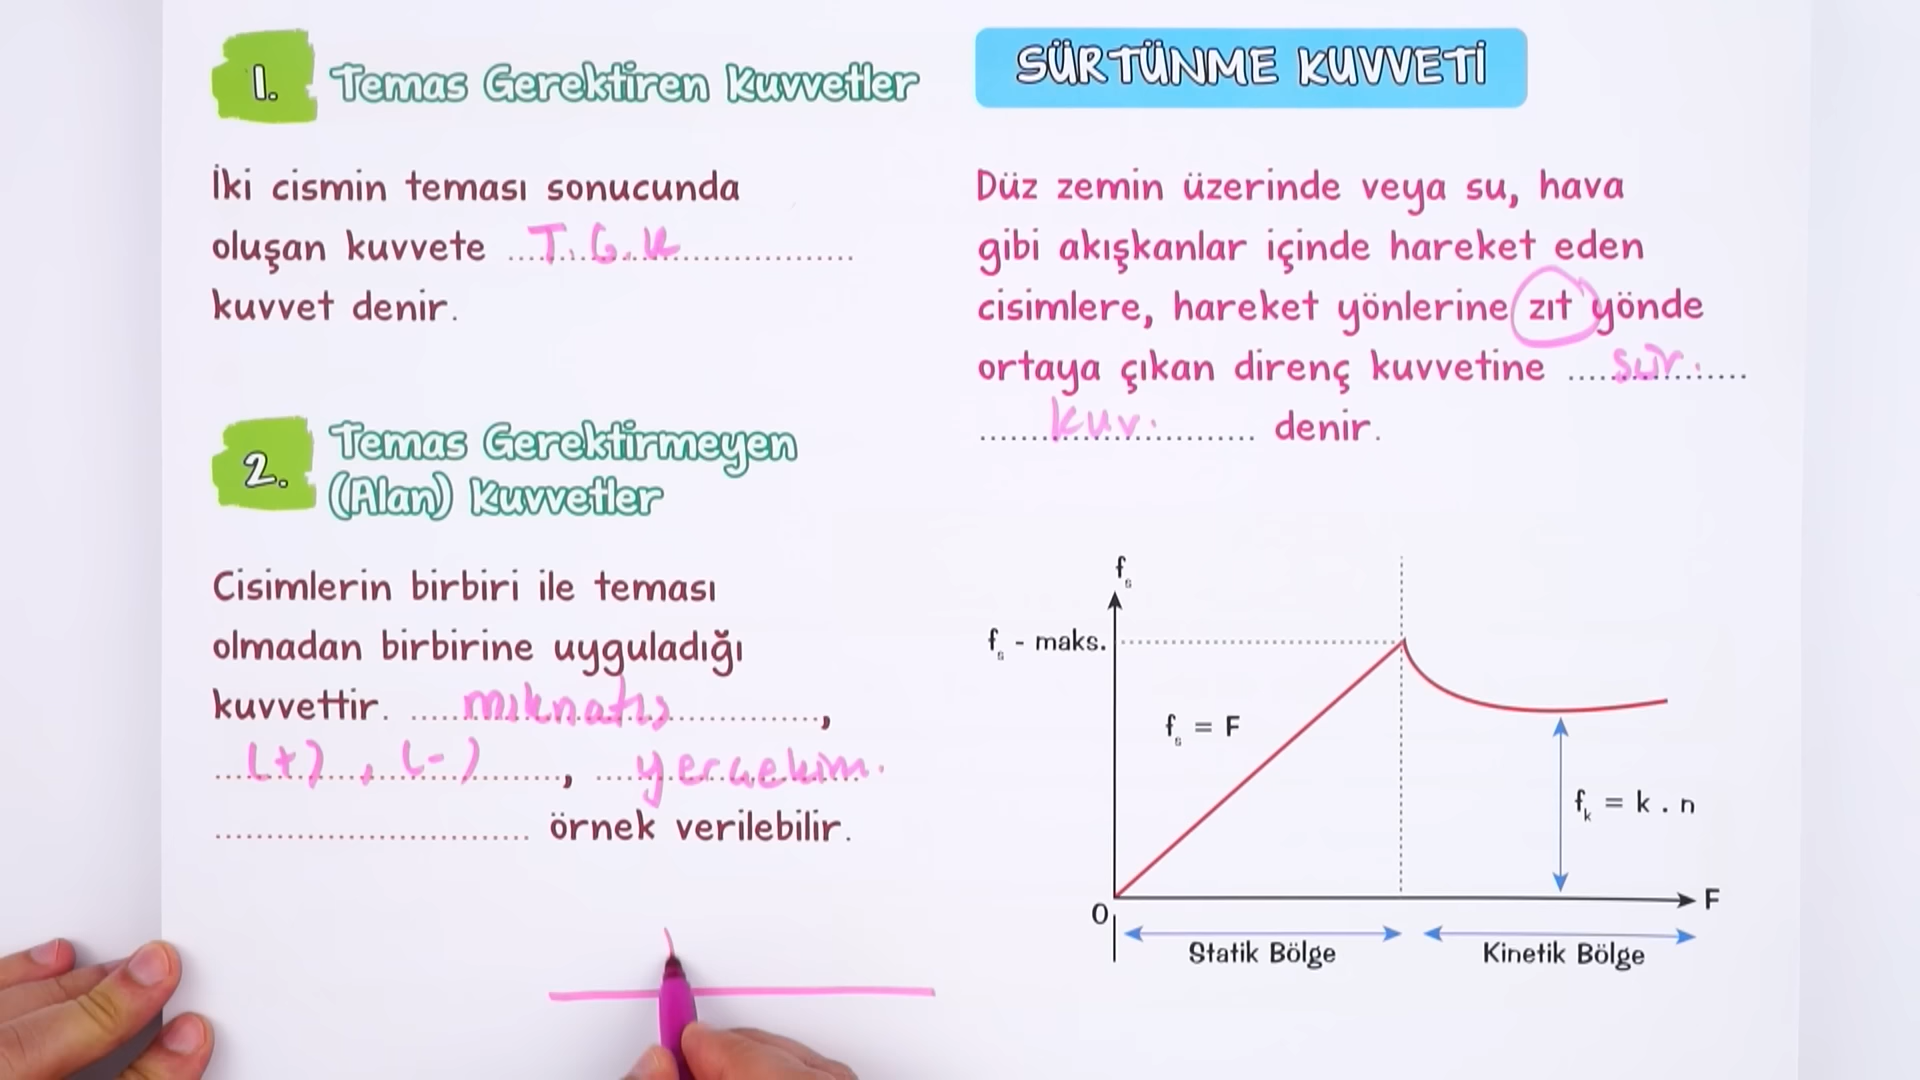 1. Temas Gerektiren Kuvvetler
İki cismin teması sonucunda
oluşan kuvvete T.G.K
kuvvet denir.
2. Temas Gerektirmeyen
(Alan) Kuvvetler
Cisimlerin birbiri ile teması
olmadan birbirine uyguladığı
kuvvettir. mıknatıs,
(+), (-), yerçekim.
örnek verilebilir.
SÜRTÜNME KUVVETİ
Düz zemin üzerinde veya su, hava
gibi akışkanlar içinde hareket eden
cisimlere, hareket yönlerine zıt yönde
ortaya çıkan direnç kuvvetine sür.
kuv. denir.
fs
fs - maks.
fs = F
fk = k . n
0
F
Statik Bölge
Kinetik Bölge